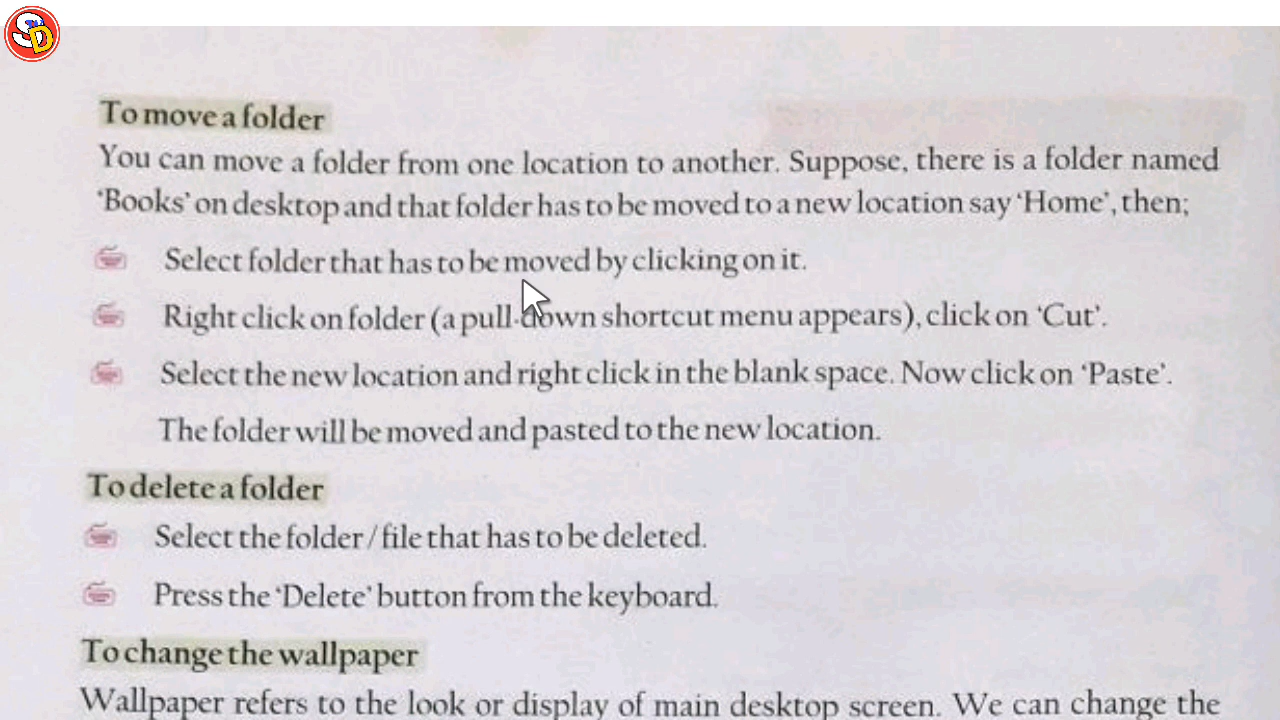 To move a folder
You can move a folder from one location to another. Suppose, there is a folder named
'Books' on desktop and that folder has to be moved to a new location say 'Home', then;
Select folder that has to be moved by clicking on it.
Right click on folder (a pull-down shortcut menu appears), click on 'Cut'.
Select the new location and right click in the blank space. Now click on 'Paste'.
The folder will be moved and pasted to the new location.
To delete a folder
Select the folder / file that has to be deleted.
Press the 'Delete' button from the keyboard.
To change the wallpaper
Wallpaper refers to the look or display of main desktop screen. We can change the